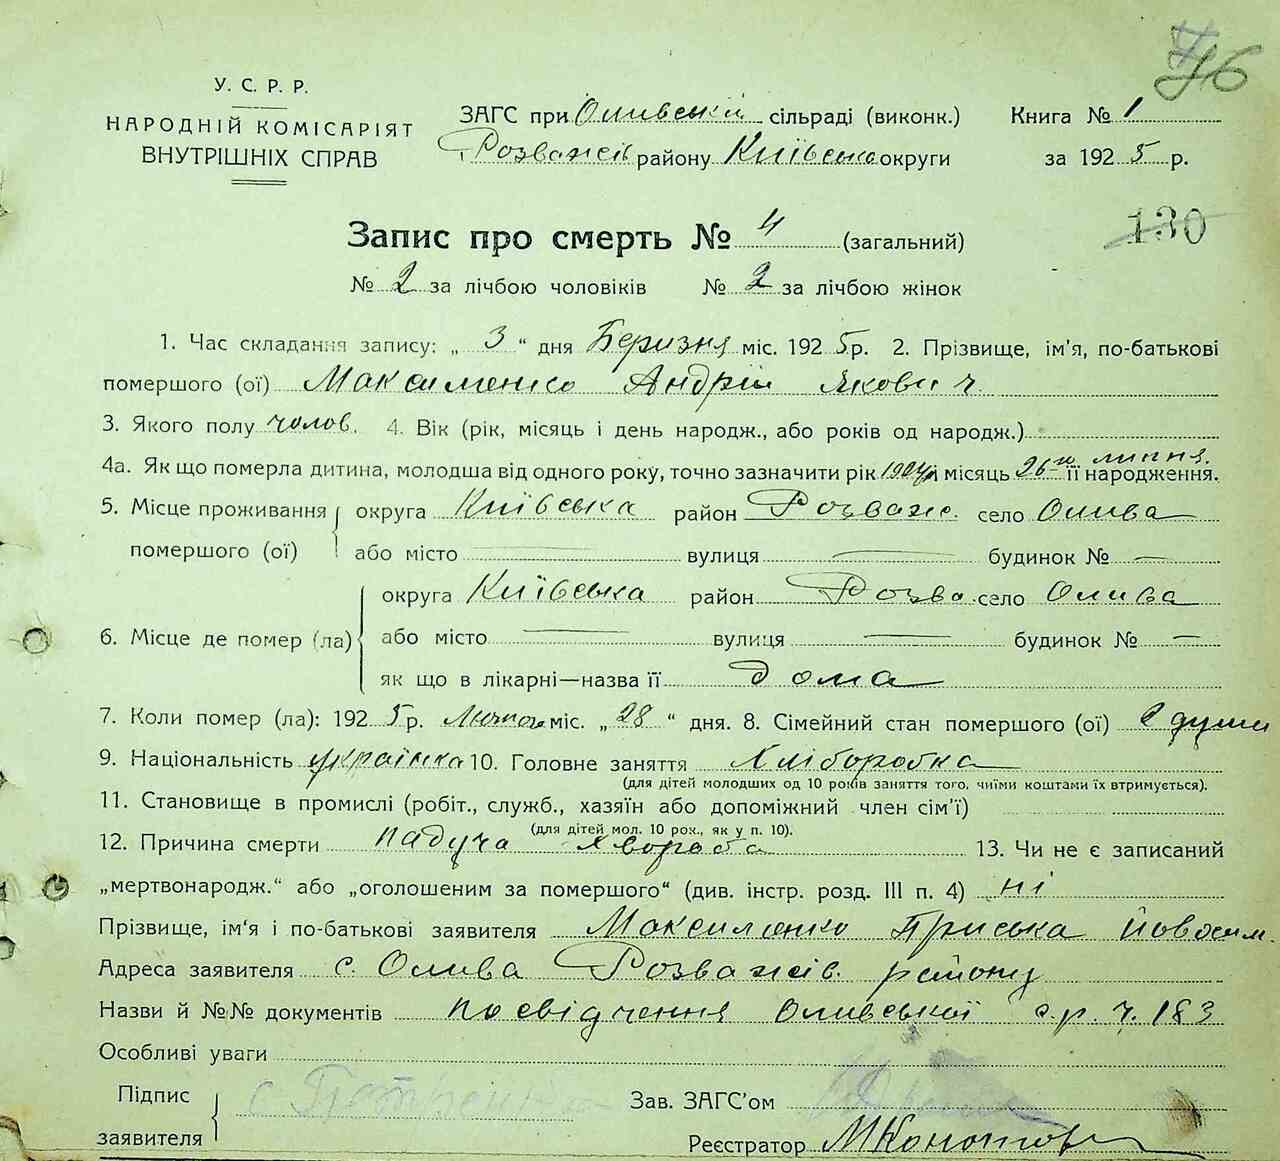 46
У. С. Р. Р.
НАРОДНІЙ КОМІСАРІЯТ
ВНУТРІШНІХ СПРАВ
ЗАГС при Оливській сільраді (виконк.)
Розважів району Київська округи
Книга № 1
за 1925 р.
130
Запис про смерть № 4 (загальний)
№ 2 за лічбою чоловіків № 2 за лічбою жінок
1. Час складання запису: „ 3 “ дня Березня міс. 1925 р. 2. Прізвище, ім'я, по-батькові
помершого (ої) Максименко Андрій Якович
3. Якого полу чолов. 4. Вік (рік, місяць і день народж., або років од народж.)
4а. Як що померла дитина, молодша від одного року, точно зазначити рік місяць 26-го липня її народження.
5. Місце проживання помершого (ої) округа Київська район Розваж. село Олива
або місто — вулиця — будинок № —
6. Місце де помер (ла) округа Київська район Розва. село Олива
або місто — вулиця — будинок № —
як що в лікарні—назва її дома
7. Коли помер (ла): 1925 р. Лютого міс. „ 28 “ дня. 8. Сімейний стан помершого (ої) души
9. Національність українка 10. Головне заняття Хліборобка
(для дітей молодших од 10 років заняття того, чиїми коштами їх втримується).
11. Становище в промислі (робіт., служб., хазяїн або допоміжний член сім'ї)
(для дітей мол. 10 рок., як у п. 10).
12. Причина смерти падуча хвороба 13. Чи не є записаний
„мертвонародж.“ або „оголошеним за помершого“ (див. інстр. розд. III п. 4) ні
Прізвище, ім'я і по-батькові заявителя Максименко Приська
Адреса заявителя с. Олива Розважів. району
Назви й №№ документів посвідчення Оливської с.р. ч. 183
Особливі уваги
Підпис заявителя
Зав. ЗАГС'ом
Реєстратор